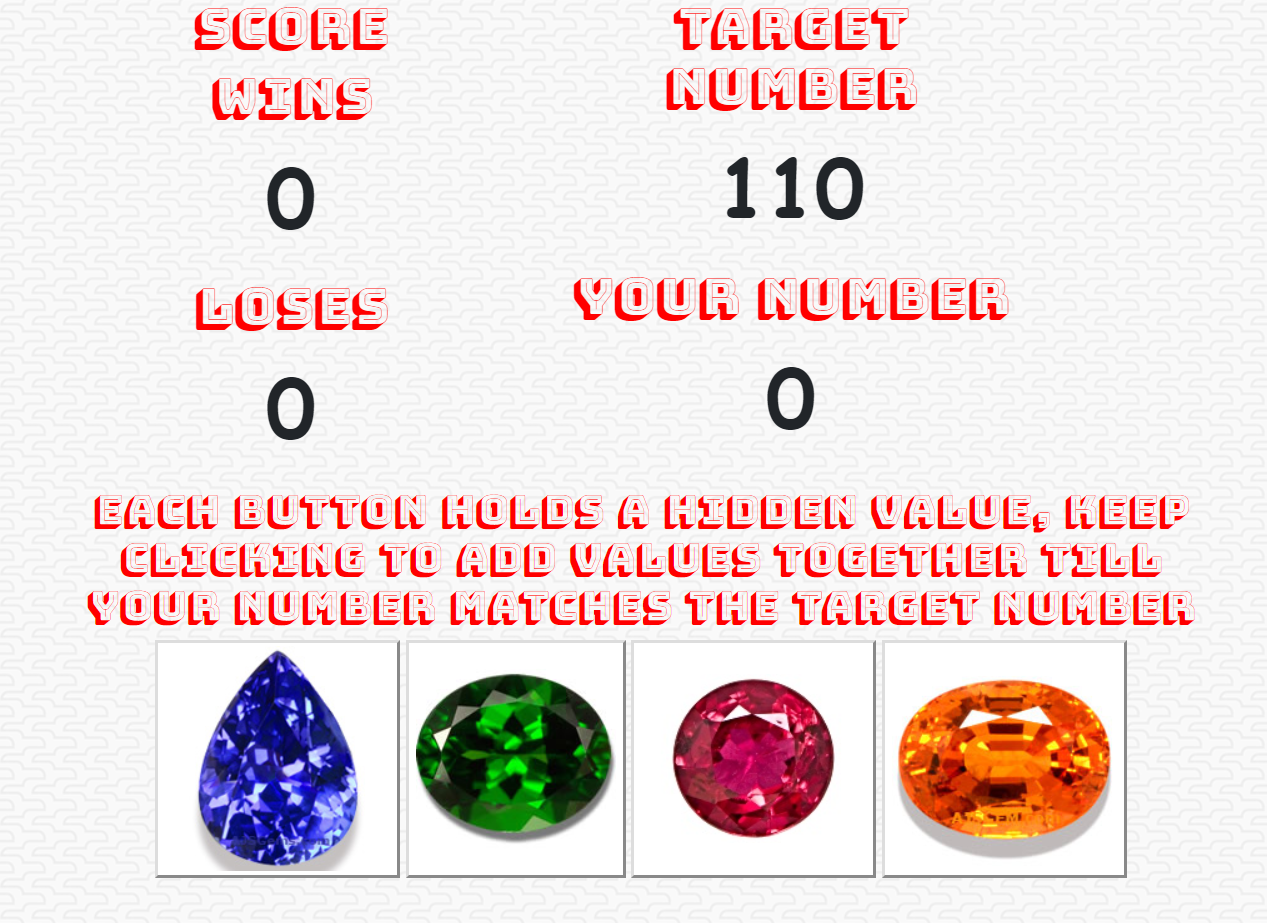 SCORE
WINS
0
LOSES
0
TARGET
NUMBER
110
YOUR NUMBER
0
EACH BUTTON HOLDS A HIDDEN VALUE, KEEP
CLICKING TO ADD VALUES TOGETHER TILL
YOUR NUMBER MATCHES THE TARGET NUMBER